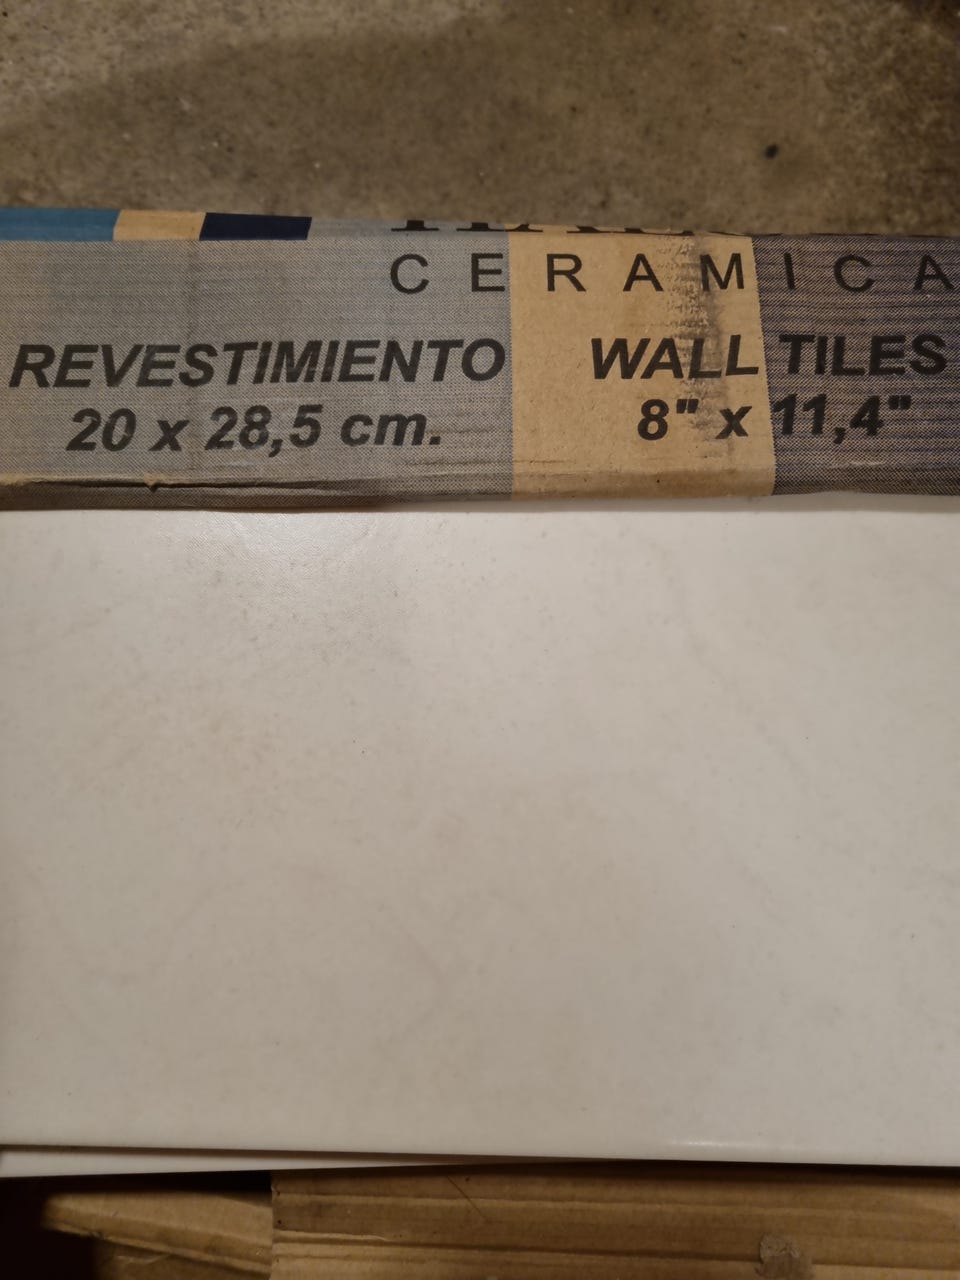 CERAMICA
REVESTIMIENTO WALL TILES
20 x 28,5 cm. 8" x 11,4"